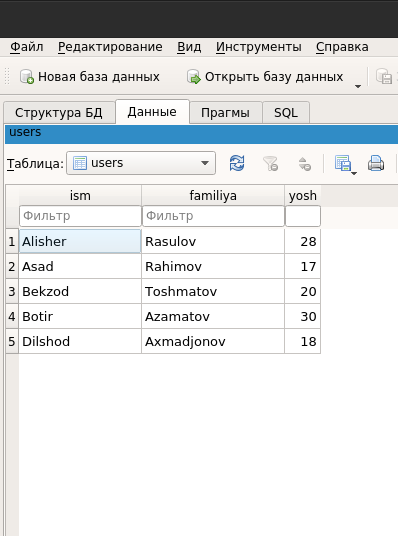 Файл Редактирование Вид Инструменты Справка
Новая база данных Открыть базу данных
Структура БД Данные Прагмы SQL
users
Таблица: users
ism familiya yosh
Фильтр Фильтр
1 Alisher Rasulov 28
2 Asad Rahimov 17
3 Bekzod Toshmatov 20
4 Botir Azamatov 30
5 Dilshod Axmadjonov 18